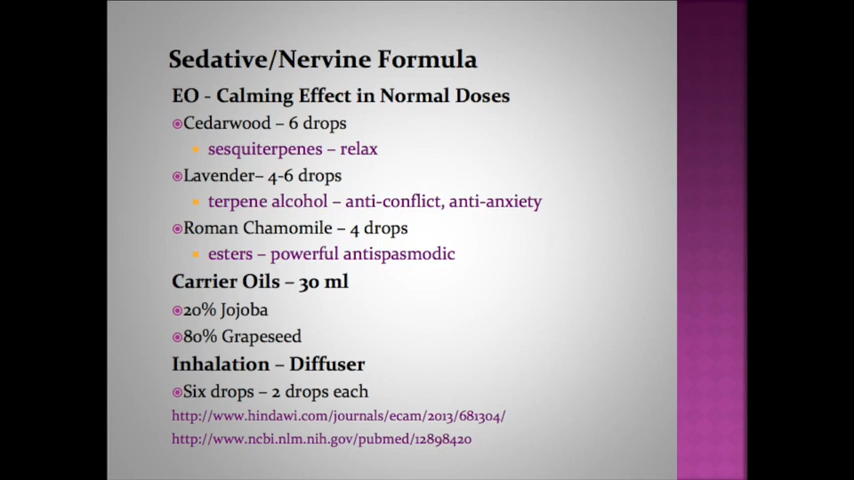 Sedative/Nervine Formula
EO - Calming Effect in Normal Doses
Cedarwood – 6 drops
sesquiterpenes – relax
Lavender– 4-6 drops
terpene alcohol – anti-conflict, anti-anxiety
Roman Chamomile – 4 drops
esters – powerful antispasmodic
Carrier Oils – 30 ml
20% Jojoba
80% Grapeseed
Inhalation – Diffuser
Six drops – 2 drops each
http://www.hindawi.com/journals/ecam/2013/681304/
http://www.ncbi.nlm.nih.gov/pubmed/12898420